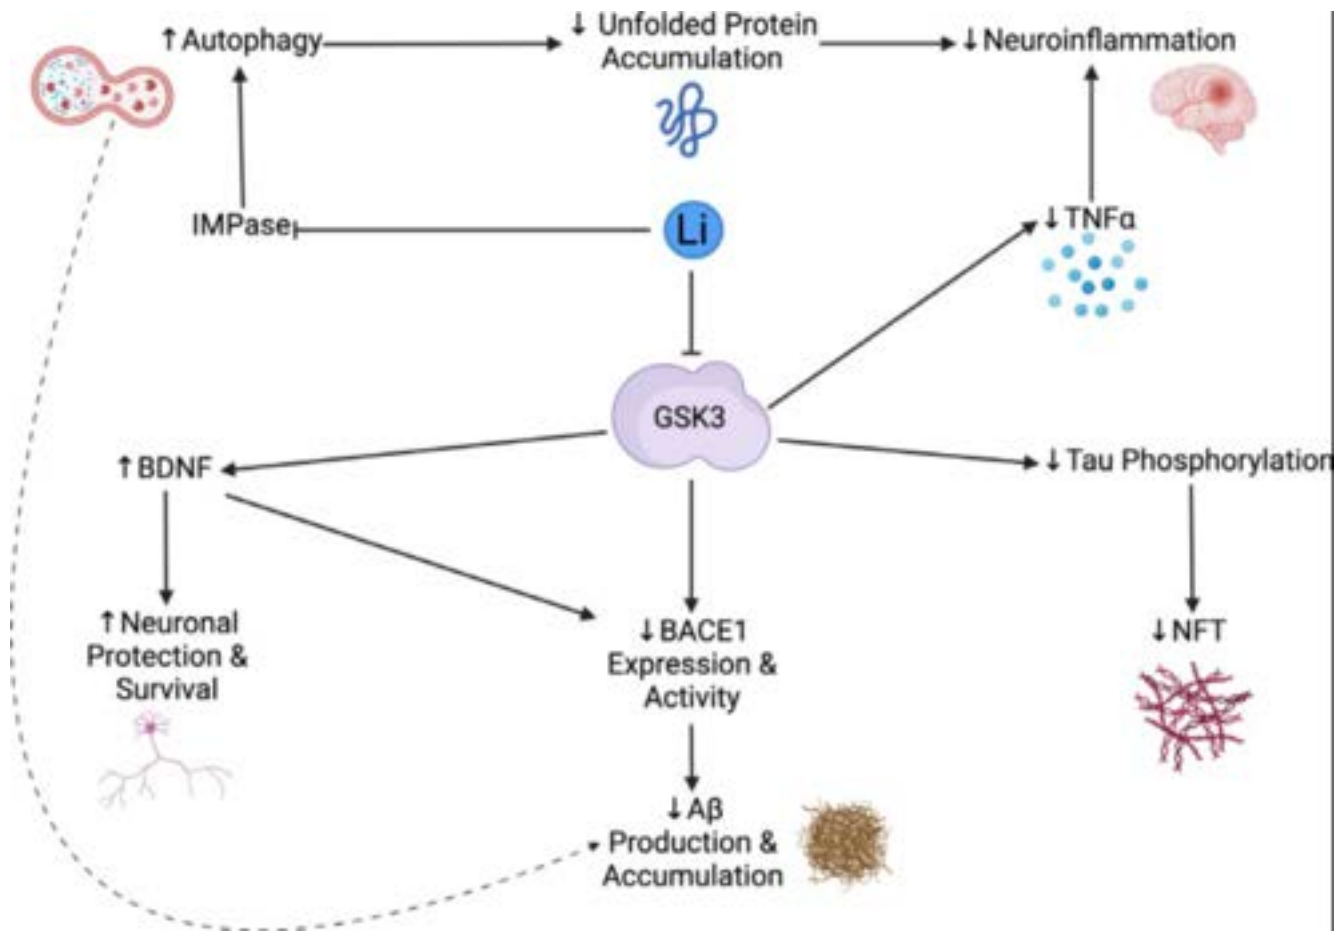 ↑Autophagy
↓ Unfolded Protein
Accumulation
↓Neuroinflammation
IMPase
Li
↓TNFα
GSK3
↑BDNF
↓Tau Phosphorylation
↑Neuronal
Protection &
Survival
↓BACE1
Expression &
Activity
↓NFT
↓Aβ
Production &
Accumulation